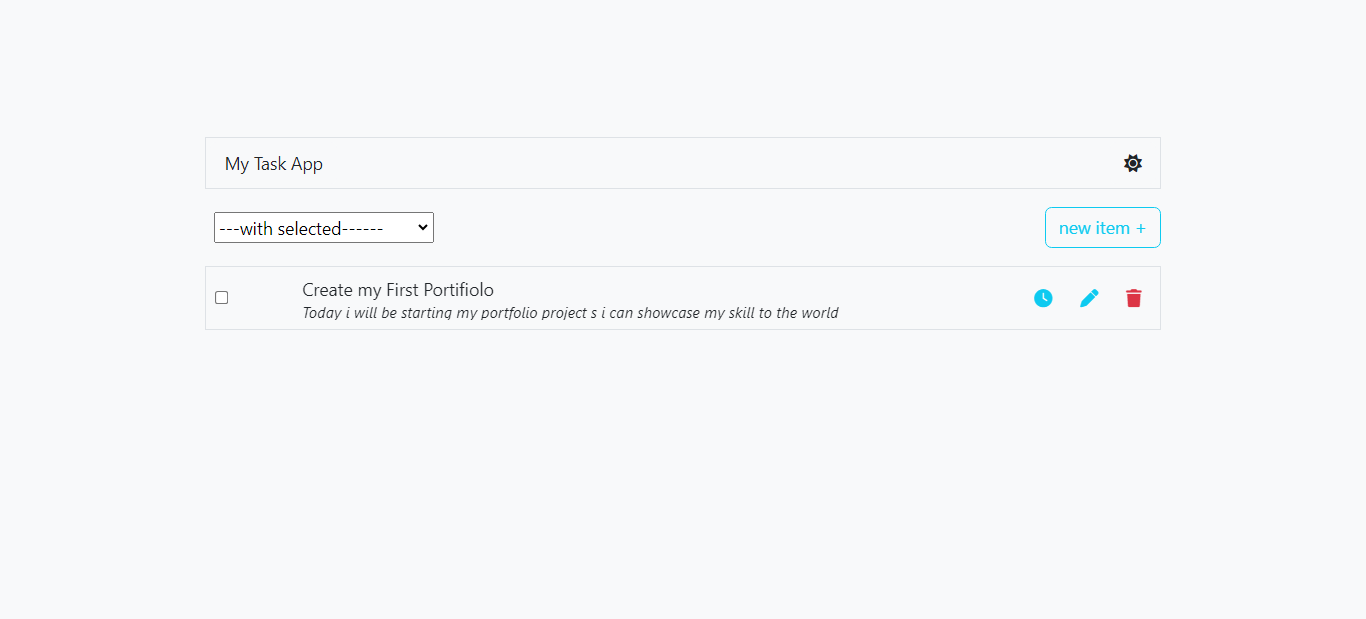 My Task App
---with selected------
new item +
Create my First Portifiolo
Today i will be starting my portfolio project s i can showcase my skill to the world